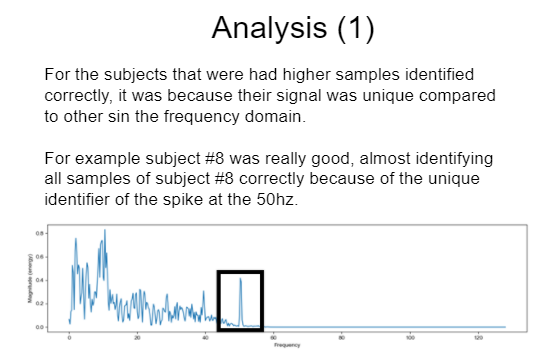 Analysis (1)
For the subjects that were had higher samples identified
correctly, it was because their signal was unique compared
to other sin the frequency domain.
For example subject #8 was really good, almost identifying
all samples of subject #8 correctly because of the unique
identifier of the spike at the 50hz.
0.8
0.6
0.4
0.2
0.0
Magnitude (energy)
0 20 40 60 80 100 120
Frequency